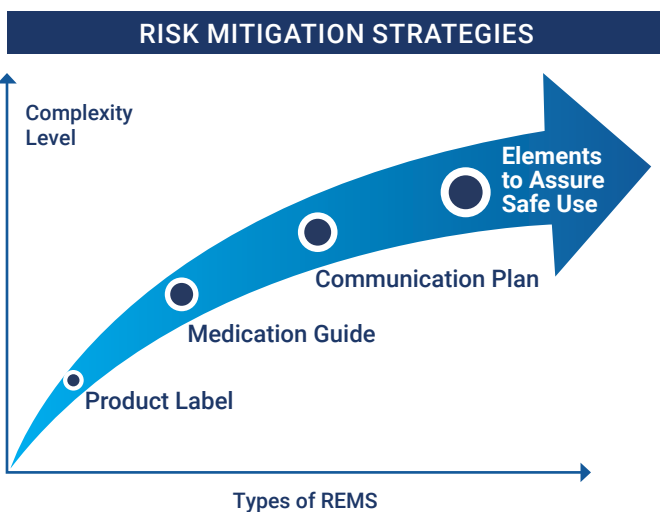 RISK MITIGATION STRATEGIES
Complexity
Level
Elements
to Assure
Safe Use
Communication Plan
Medication Guide
Product Label
Types of REMS